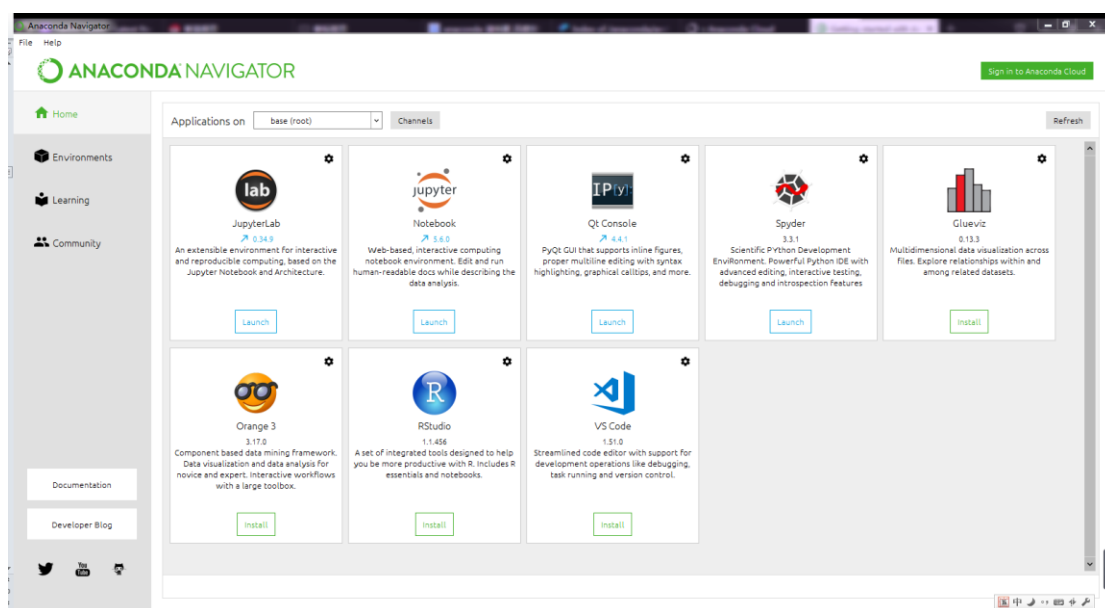 Anaconda Navigator
File Help
ANACONDA NAVIGATOR
Sign in to Anaconda Cloud
Home
Environments
Learning
Community
Documentation
Developer Blog
You
Tube
Applications on base (root) Channels Refresh
lab
JupyterLab
0.34.9
An extensible environment for interactive
and reproducible computing, based on the
Jupyter Notebook and Architecture.
Launch
jupyter
Notebook
5.6.0
Web-based, interactive computing
notebook environment. Edit and run
human-readable docs while describing the
data analysis.
Launch
IP[y]:
Qt Console
4.4.1
PyQt GUI that supports inline figures,
proper multiline editing with syntax
highlighting, graphical calltips, and more.
Launch
Spyder
3.3.1
Scientific PYthon Development
EnviRonment. Powerful Python IDE with
advanced editing, interactive testing,
debugging and introspection features
Launch
Glueviz
0.13.3
Multidimensional data visualization across
files. Explore relationships within and
among related datasets.
Install
Orange 3
3.17.0
Component based data mining framework.
Data visualization and data analysis for
novice and expert. Interactive workflows
with a large toolbox.
Install
R
RStudio
1.1.456
A set of integrated tools designed to help
you be more productive with R. Includes R
essentials and notebooks.
Install
VS Code
1.51.0
Streamlined code editor with support for
development operations like debugging,
task running and version control.
Install
中